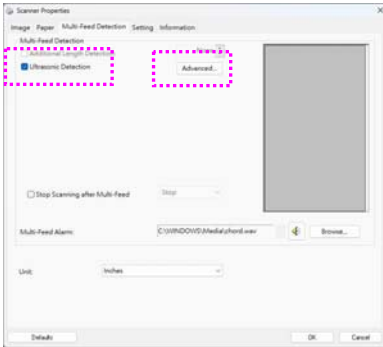 Scanner Properties
Image Paper Multi-Feed Detection Setting Information
Multi-Feed Detection
Additional Length Detection
Ultrasonic Detection Advanced...
Stop Scanning after Multi-Feed Stop
Multi-Feed Alarm: C:\WINDOWS\Media\chord.wav Browse...
Unit: Inches
Defaults OK Cancel